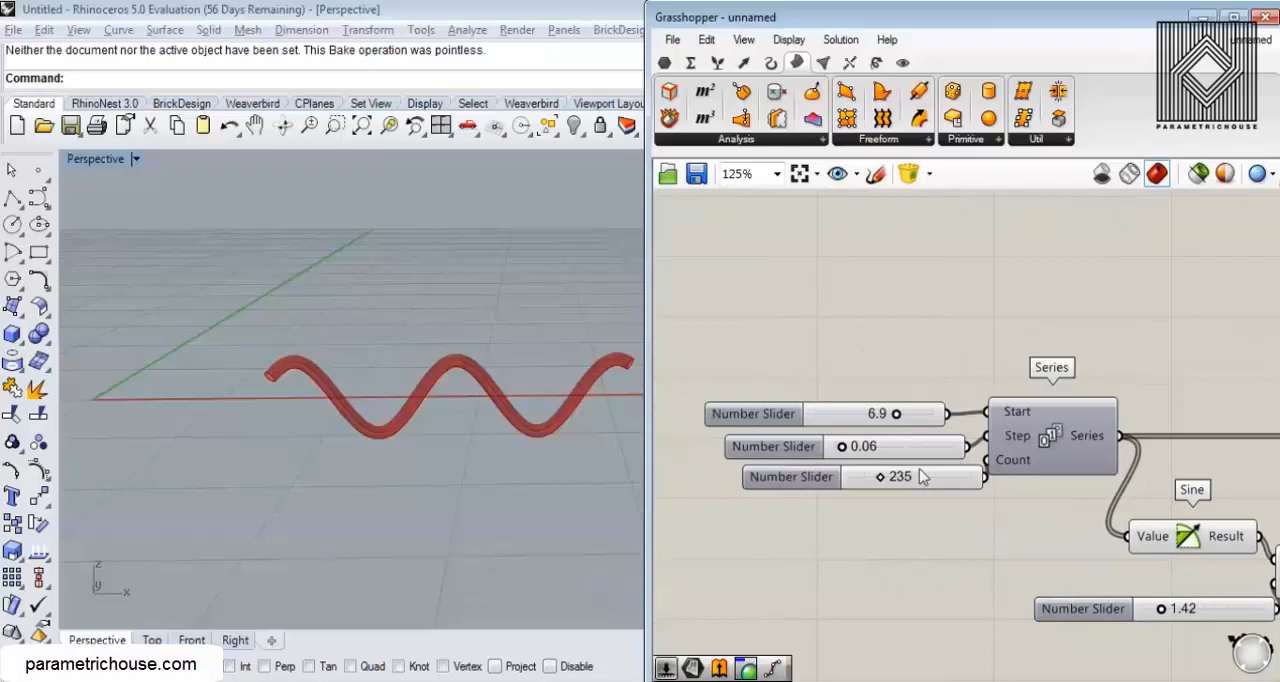 Untitled - Rhinoceros 5.0 Evaluation (56 Days Remaining) - [Perspective]
File Edit View Curve Surface Solid Mesh Dimension Transform Tools Analyze Render Panels BrickDesign
Neither the document nor the active object have been set. This Bake operation was pointless.
Command:
Standard RhinoNest 3.0 BrickDesign Weaverbird CPlanes Set View Display Select Weaverbird Viewport Layou
Perspective
z
y
x
Perspective Top Front Right
Int Perp Tan Quad Knot Vertex Project Disable
parametrichouse.com
Grasshopper - unnamed
File Edit View Display Solution Help
unnamed
PARAMETRICHOUSE
m²
m³
Analysis Freeform Primitive Util
125%
Series
Number Slider 6.9
Start
Number Slider 0.06
Step
Series
Number Slider 235
Count
Sine
Value Result
Number Slider 1.42